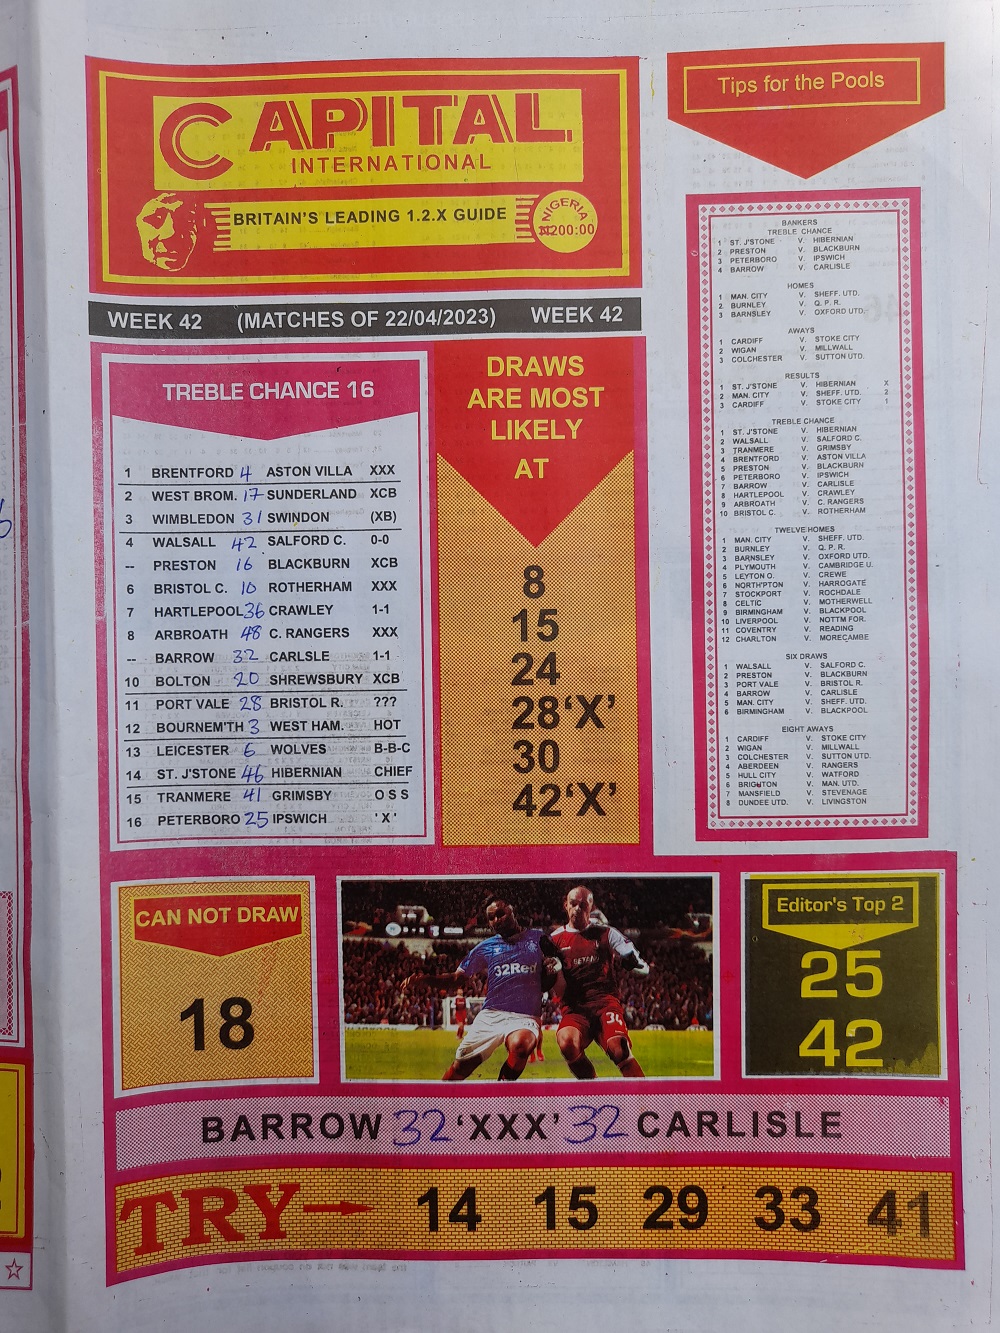 CAPITAL
INTERNATIONAL
BRITAIN'S LEADING 1.2.X GUIDE
NIGERIA
₦200:00
WEEK 42 (MATCHES OF 22/04/2023) WEEK 42
TREBLE CHANCE 16
1 BRENTFORD 4 ASTON VILLA XXX
2 WEST BROM. 17 SUNDERLAND XCB
3 WIMBLEDON 31 SWINDON (XB)
4 WALSALL 42 SALFORD C. 0-0
-- PRESTON 16 BLACKBURN XCB
6 BRISTOL C. 10 ROTHERHAM XXX
7 HARTLEPOOL 36 CRAWLEY 1-1
8 ARBROATH 48 C. RANGERS XXX
-- BARROW 32 CARLSLE 1-1
10 BOLTON 20 SHREWSBURY XCB
11 PORT VALE 28 BRISTOL R. ???
12 BOURNEM'TH 3 WEST HAM. HOT
13 LEICESTER 6 WOLVES B-B-C
14 ST. J'STONE 46 HIBERNIAN CHIEF
15 TRANMERE 41 GRIMSBY O S S
16 PETERBORO 25 IPSWICH 'X'
DRAWS
ARE MOST
LIKELY
AT
8
15
24
28'X'
30
42'X'
Tips for the Pools
BANKERS
TREBLE CHANCE
1 ST. J'STONE V. HIBERNIAN
2 PRESTON V. BLACKBURN
3 PETERBORO V. IPSWICH
4 BARROW V. CARLISLE
HOMES
1 MAN. CITY V. SHEFF. UTD.
2 BURNLEY V. Q. P. R.
3 BARNSLEY V. OXFORD UTD.
AWAYS
1 CARDIFF V. STOKE CITY
2 WIGAN V. MILLWALL
3 COLCHESTER V. SUTTON UTD.
RESULTS
1 ST. J'STONE V. HIBERNIAN X
2 MAN. CITY V. SHEFF. UTD. 2
3 CARDIFF V. STOKE CITY 1
TREBLE CHANCE
1 ST. J'STONE V. HIBERNIAN
2 WALSALL V. SALFORD C.
3 TRANMERE V. GRIMSBY
4 BRENTFORD V. ASTON VILLA
5 PRESTON V. BLACKBURN
6 PETERBORO V. IPSWICH
7 BARROW V. CARLISLE
8 HARTLEPOOL V. CRAWLEY
9 ARBROATH V. C. RANGERS
10 BRISTOL C. V. ROTHERHAM
TWELVE HOMES
1 MAN. CITY V. SHEFF. UTD.
2 BURNLEY V. Q. P. R.
3 BARNSLEY V. OXFORD UTD.
4 PLYMOUTH V. CAMBRIDGE U.
5 LEYTON O. V. CREWE
6 NORTH'PTON V. HARROGATE
7 STOCKPORT V. ROCHDALE
8 CELTIC V. MOTHERWELL
9 BIRMINGHAM V. BLACKPOOL
10 LIVERPOOL V. NOTTM FOR.
11 COVENTRY V. READING
12 CHARLTON V. MORECAMBE
SIX DRAWS
1 WALSALL V. SALFORD C.
2 PRESTON V. BLACKBURN
3 PORT VALE V. BRISTOL R.
4 BARROW V. CARLISLE
5 MAN. CITY V. SHEFF. UTD.
6 BIRMINGHAM V. BLACKPOOL
EIGHT AWAYS
1 CARDIFF V. STOKE CITY
2 WIGAN V. MILLWALL
3 COLCHESTER V. SUTTON UTD.
4 ABERDEEN V. RANGERS
5 HULL CITY V. WATFORD
6 BRIGHTON V. MAN. UTD.
7 MANSFIELD V. STEVENAGE
8 DUNDEE UTD. V. LIVINGSTON
CAN NOT DRAW
18
32Red
34
Editor's Top 2
25
42
BARROW 32 'XXX' 32 CARLISLE
TRY 14 15 29 33 41